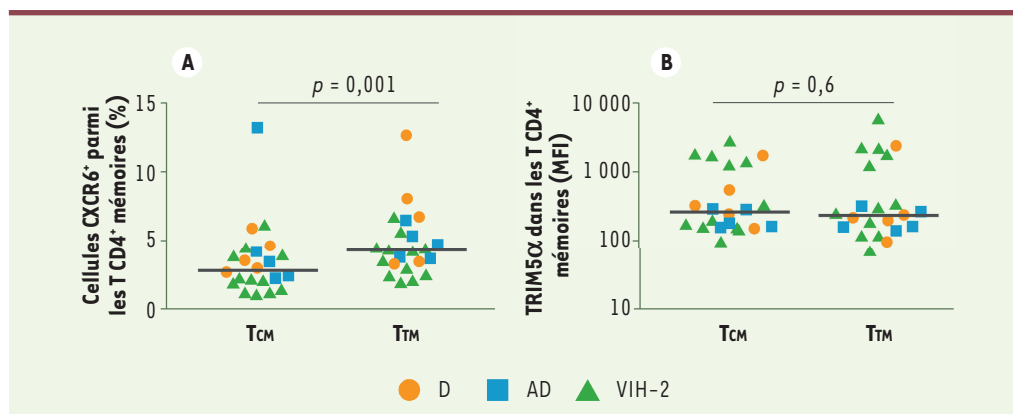 A
p = 0,001
Cellules CXCR6⁺ parmi
les T CD4⁺ mémoires (%)
15
10
5
0
TCM
TTM
B
p = 0,6
TRIM5α dans les T CD4⁺
mémoires (MFI)
10 000
1 000
100
10
TCM
TTM
D
AD
VIH-2